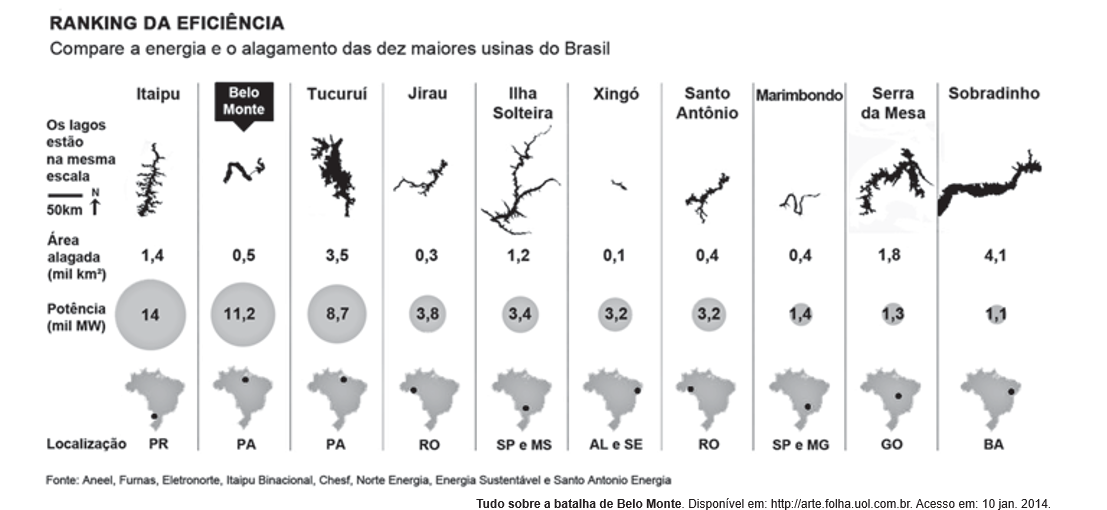 RANKING DA EFICIÊNCIA
Compare a energia e o alagamento das dez maiores usinas do Brasil
Itaipu
Belo
Monte
Tucuruí
Jirau
Ilha
Solteira
Xingó
Santo
Antônio
Marimbondo
Serra
da Mesa
Sobradinho
Os lagos
estão
na mesma
escala
N
50km
Área
alagada
(mil km²)
1,4 0,5 3,5 0,3 1,2 0,1 0,4 0,4 1,8 4,1
Potência
(mil MW)
14 11,2 8,7 3,8 3,4 3,2 3,2 1,4 1,3 1,1
Localização PR PA PA RO SP e MS AL e SE RO SP e MG GO BA
Fonte: Aneel, Furnas, Eletronorte, Itaipu Binacional, Chesf, Norte Energia, Energia Sustentável e Santo Antonio Energia
Tudo sobre a batalha de Belo Monte. Disponível em: http://arte.folha.uol.com.br. Acesso em: 10 jan. 2014.